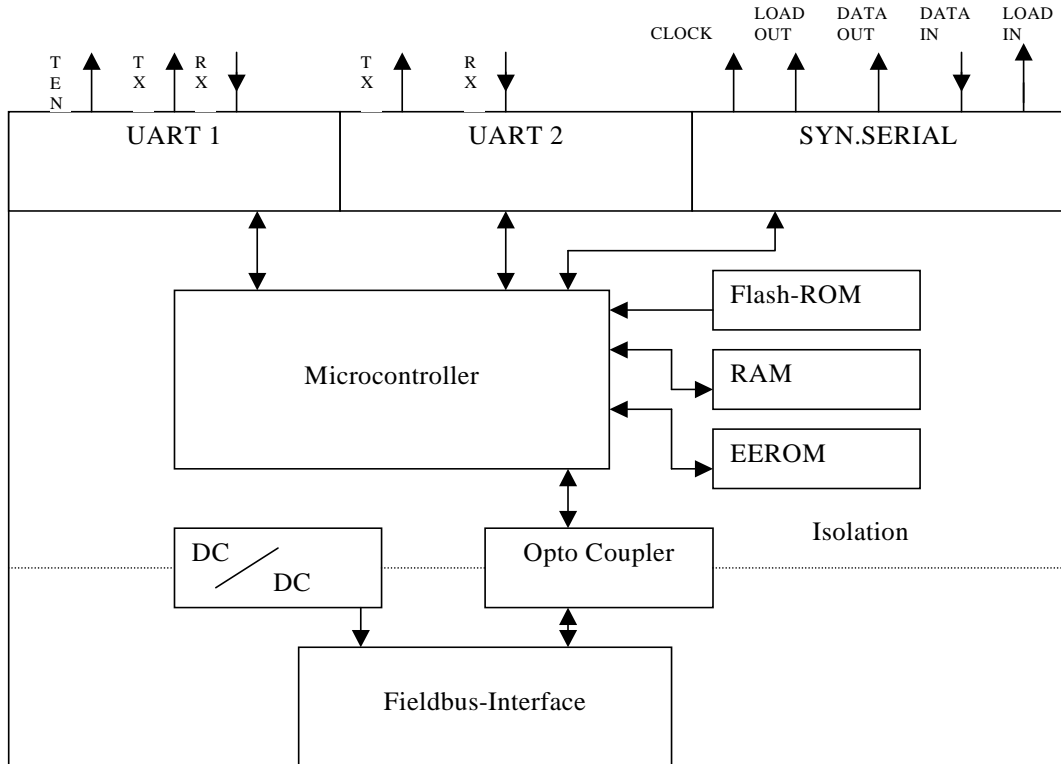 CLOCK
LOAD
OUT
DATA
OUT
DATA
IN
LOAD
IN
T
E
N
T
X
R
X
T
X
R
X
UART 1
UART 2
SYN.SERIAL
Flash-ROM
Microcontroller
RAM
EEROM
Isolation
DC
DC
Opto Coupler
Fieldbus-Interface